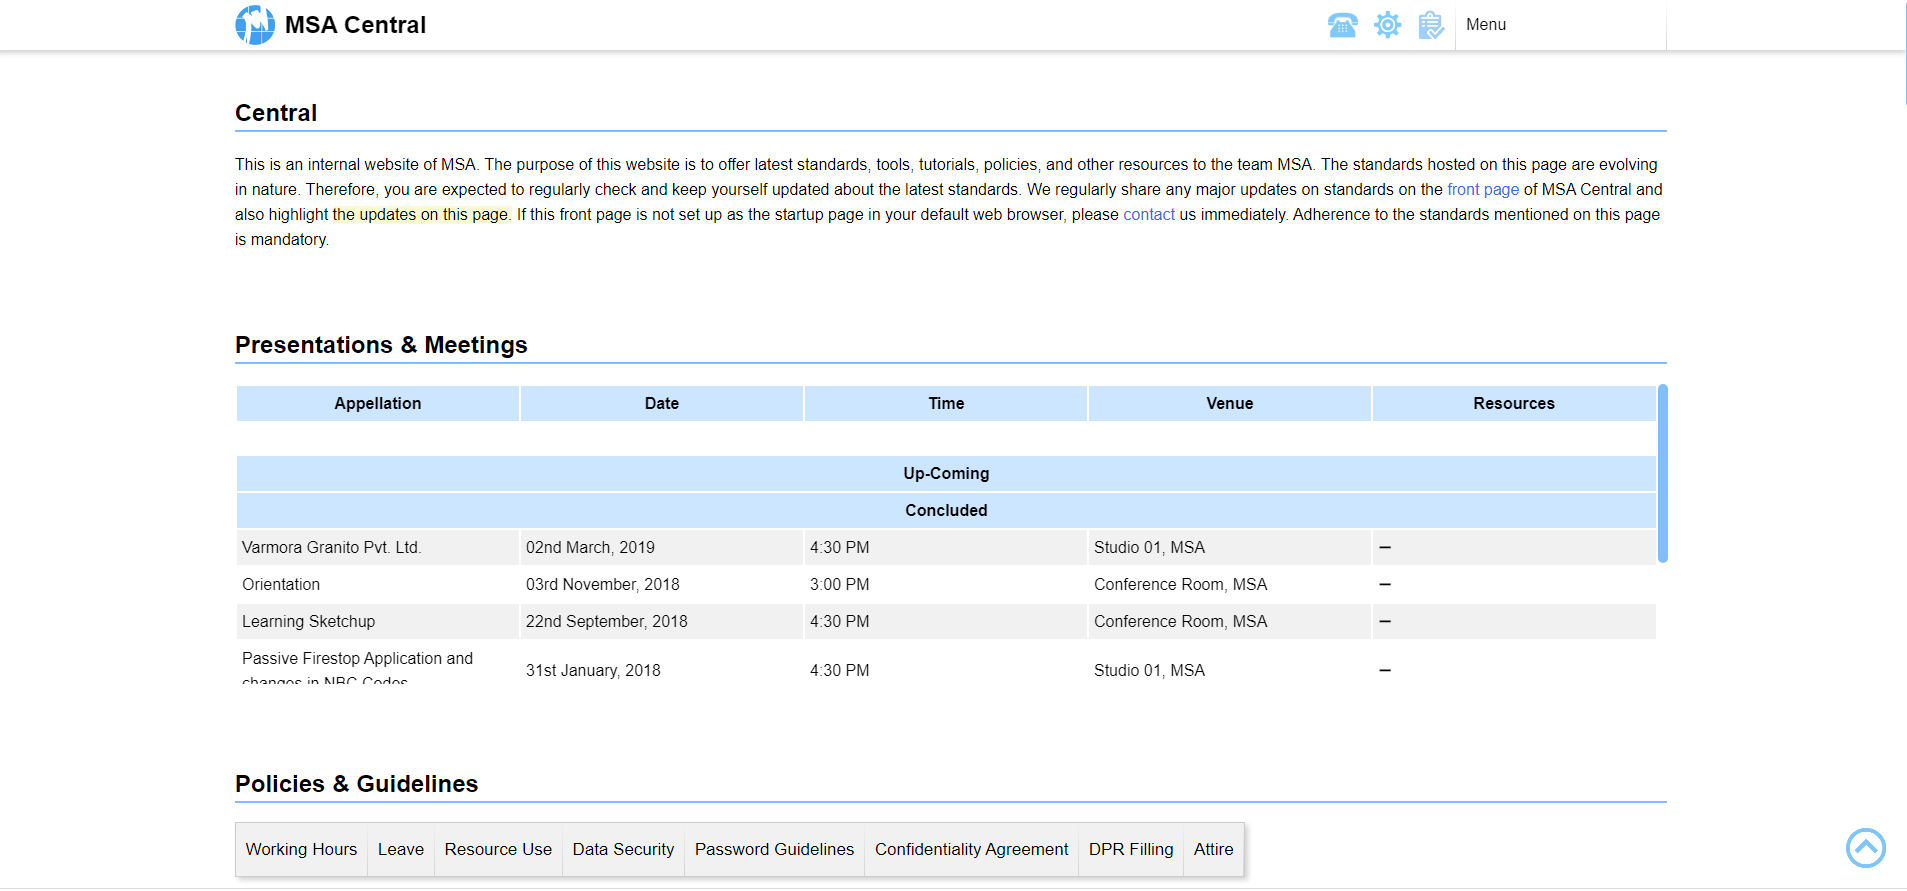 MSA Central
Menu
Central
This is an internal website of MSA. The purpose of this website is to offer latest standards, tools, tutorials, policies, and other resources to the team MSA. The standards hosted on this page are evolving
in nature. Therefore, you are expected to regularly check and keep yourself updated about the latest standards. We regularly share any major updates on standards on the front page of MSA Central and
also highlight the updates on this page. If this front page is not set up as the startup page in your default web browser, please contact us immediately. Adherence to the standards mentioned on this page
is mandatory.
Presentations & Meetings
Appellation Date Time Venue Resources
Up-Coming
Concluded
Varmora Granito Pvt. Ltd. 02nd March, 2019 4:30 PM Studio 01, MSA –
Orientation 03rd November, 2018 3:00 PM Conference Room, MSA –
Learning Sketchup 22nd September, 2018 4:30 PM Conference Room, MSA –
Passive Firestop Application and
changes in NBC Codes 31st January, 2018 4:30 PM Studio 01, MSA –
Policies & Guidelines
Working Hours Leave Resource Use Data Security Password Guidelines Confidentiality Agreement DPR Filling Attire